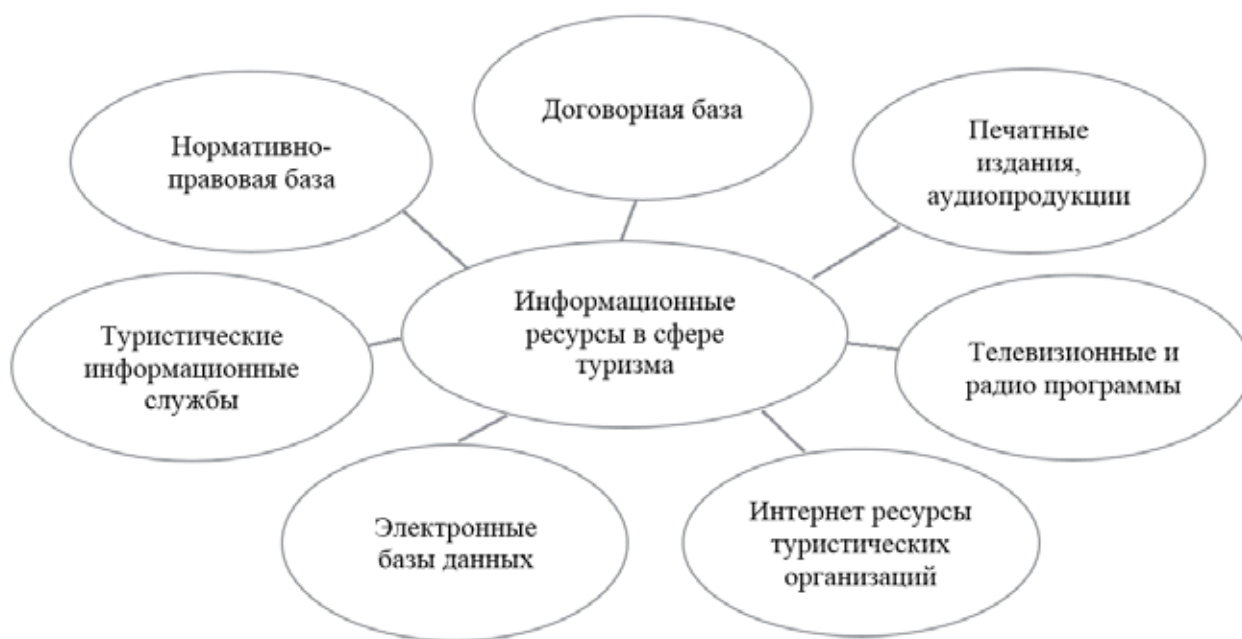 Договорная база
Нормативно-
правовая база
Печатные
издания,
аудиопродукции
Информационные
ресурсы в сфере
туризма
Туристические
информационные
службы
Телевизионные и
радио программы
Электронные
базы данных
Интернет ресурсы
туристических
организаций